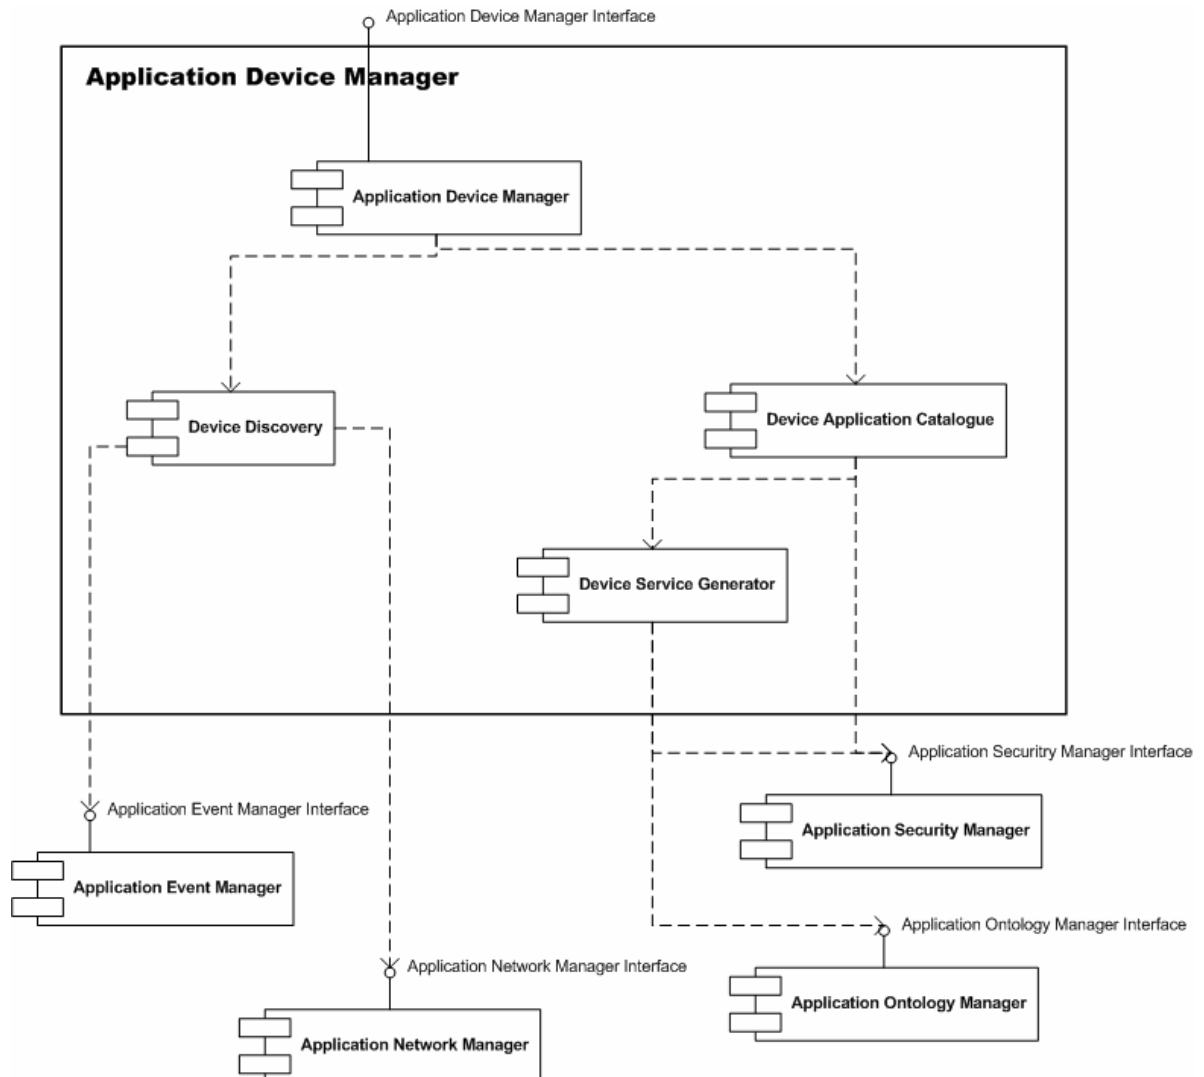 Application Device Manager Interface
Application Device Manager
Application Device Manager
Device Discovery
Device Application Catalogue
Device Service Generator
Application Securitry Manager Interface
Application Event Manager Interface
Application Security Manager
Application Event Manager
Application Ontology Manager Interface
Application Network Manager Interface
Application Ontology Manager
Application Network Manager